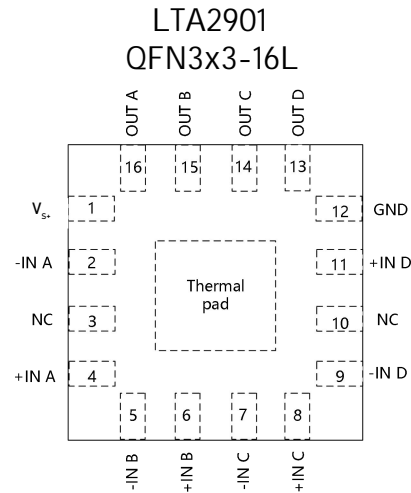 LTA2901
QFN3x3-16L
OUT A
OUT B
OUT C
OUT D
16
15
14
13
VS+
1
12
GND
-IN A
2
11
+IN D
Thermal
pad
NC
3
10
NC
+IN A
4
9
-IN D
5
6
7
8
-IN B
+IN B
-IN C
+IN C